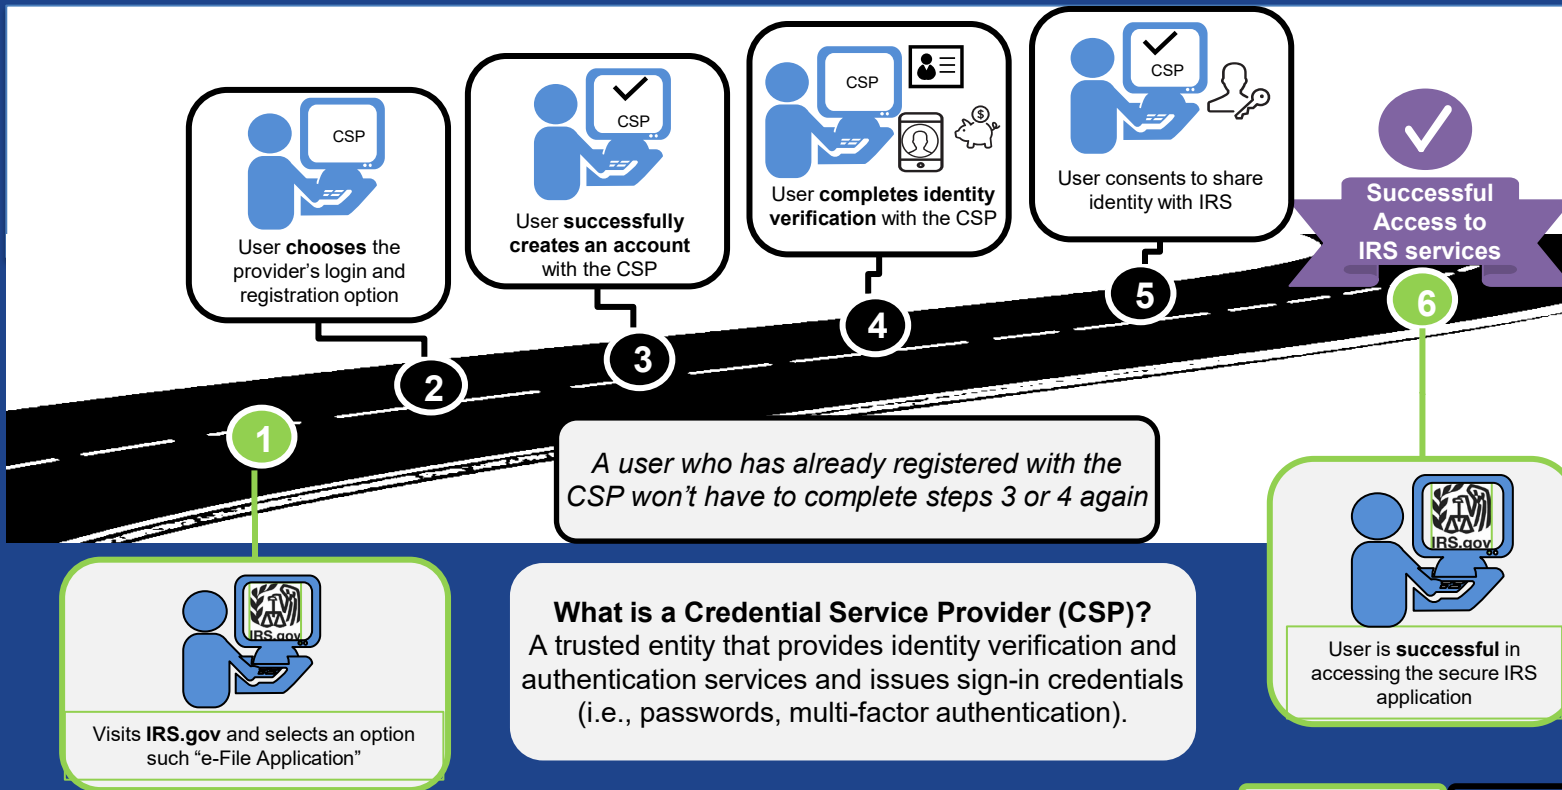 CSP
User chooses the
provider’s login and
registration option
2
CSP
User successfully
creates an account
with the CSP
3
CSP
$
User completes identity
verification with the CSP
4
CSP
User consents to share
identity with IRS
5
Successful
Access to
IRS services
6
1
A user who has already registered with the
CSP won’t have to complete steps 3 or 4 again
IRS.gov
Visits IRS.gov and selects an option
such “e-File Application”
What is a Credential Service Provider (CSP)?
A trusted entity that provides identity verification and
authentication services and issues sign-in credentials
(i.e., passwords, multi-factor authentication).
IRS.gov
User is successful in
accessing the secure IRS
application